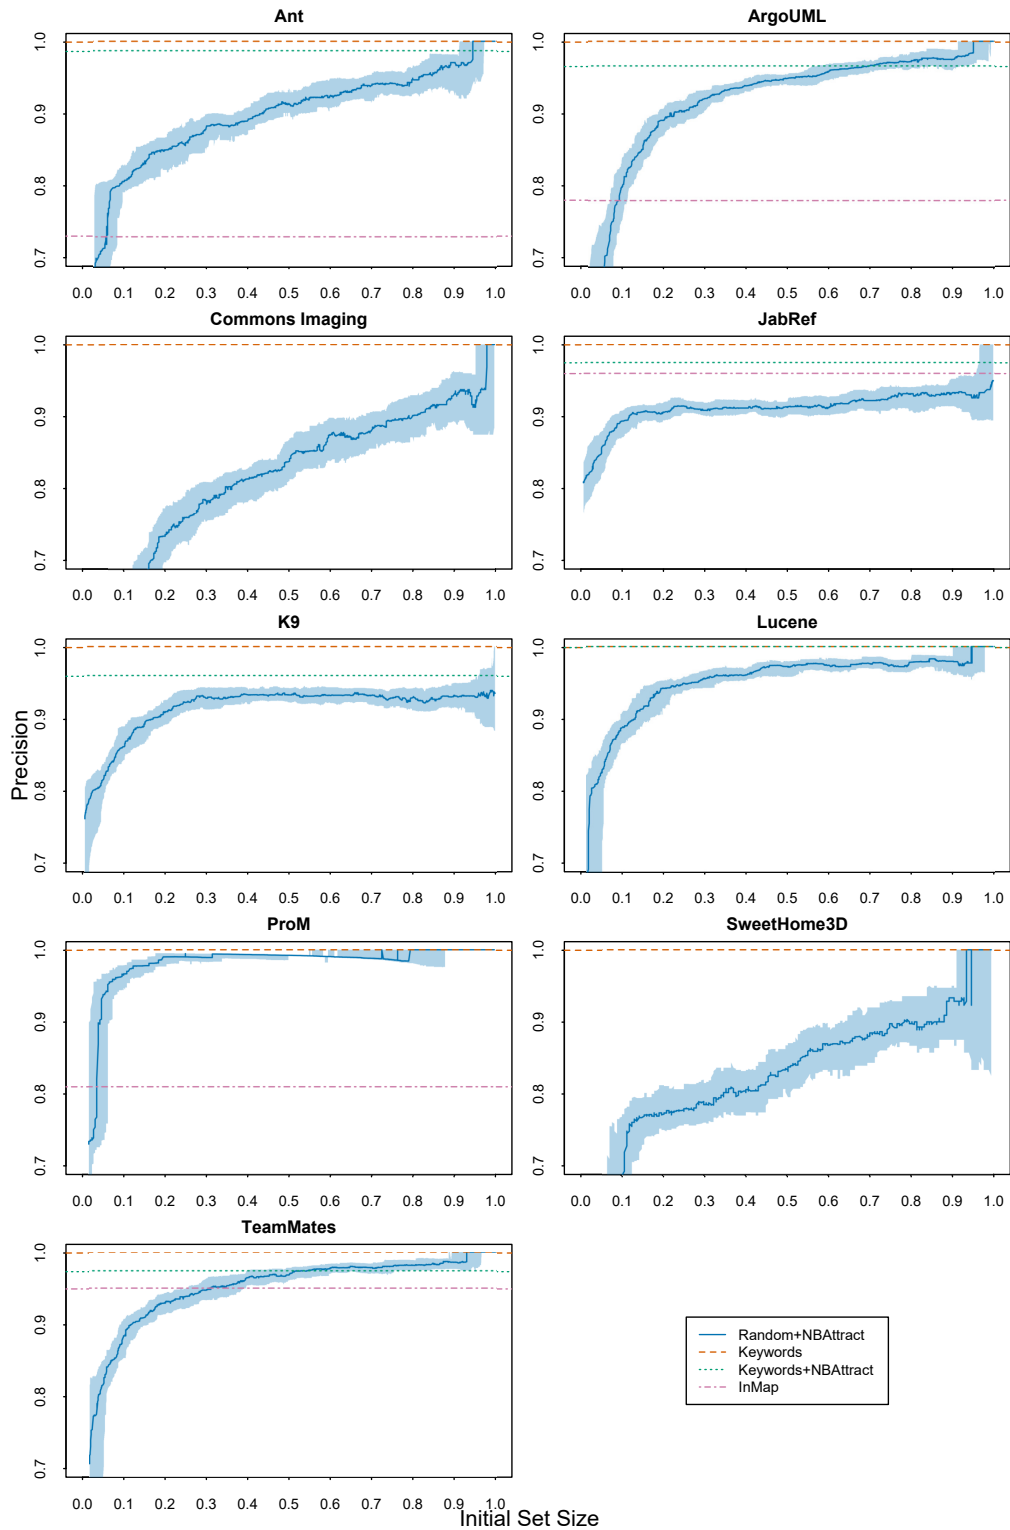 Ant
ArgoUML
1.0
0.9
0.8
0.7
1.0
0.9
0.8
0.7
0.0 0.1 0.2 0.3 0.4 0.5 0.6 0.7 0.8 0.9 1.0
0.0 0.1 0.2 0.3 0.4 0.5 0.6 0.7 0.8 0.9 1.0
Commons Imaging
JabRef
1.0
0.9
0.8
0.7
1.0
0.9
0.8
0.7
0.0 0.1 0.2 0.3 0.4 0.5 0.6 0.7 0.8 0.9 1.0
0.0 0.1 0.2 0.3 0.4 0.5 0.6 0.7 0.8 0.9 1.0
K9
Lucene
Precision
1.0
0.9
0.8
0.7
1.0
0.9
0.8
0.7
0.0 0.1 0.2 0.3 0.4 0.5 0.6 0.7 0.8 0.9 1.0
0.0 0.1 0.2 0.3 0.4 0.5 0.6 0.7 0.8 0.9 1.0
ProM
SweetHome3D
1.0
0.9
0.8
0.7
1.0
0.9
0.8
0.7
0.0 0.1 0.2 0.3 0.4 0.5 0.6 0.7 0.8 0.9 1.0
0.0 0.1 0.2 0.3 0.4 0.5 0.6 0.7 0.8 0.9 1.0
TeamMates
1.0
0.9
0.8
0.7
0.0 0.1 0.2 0.3 0.4 0.5 0.6 0.7 0.8 0.9 1.0
Random+NBAttract
Keywords
Keywords+NBAttract
InMap
Initial Set Size